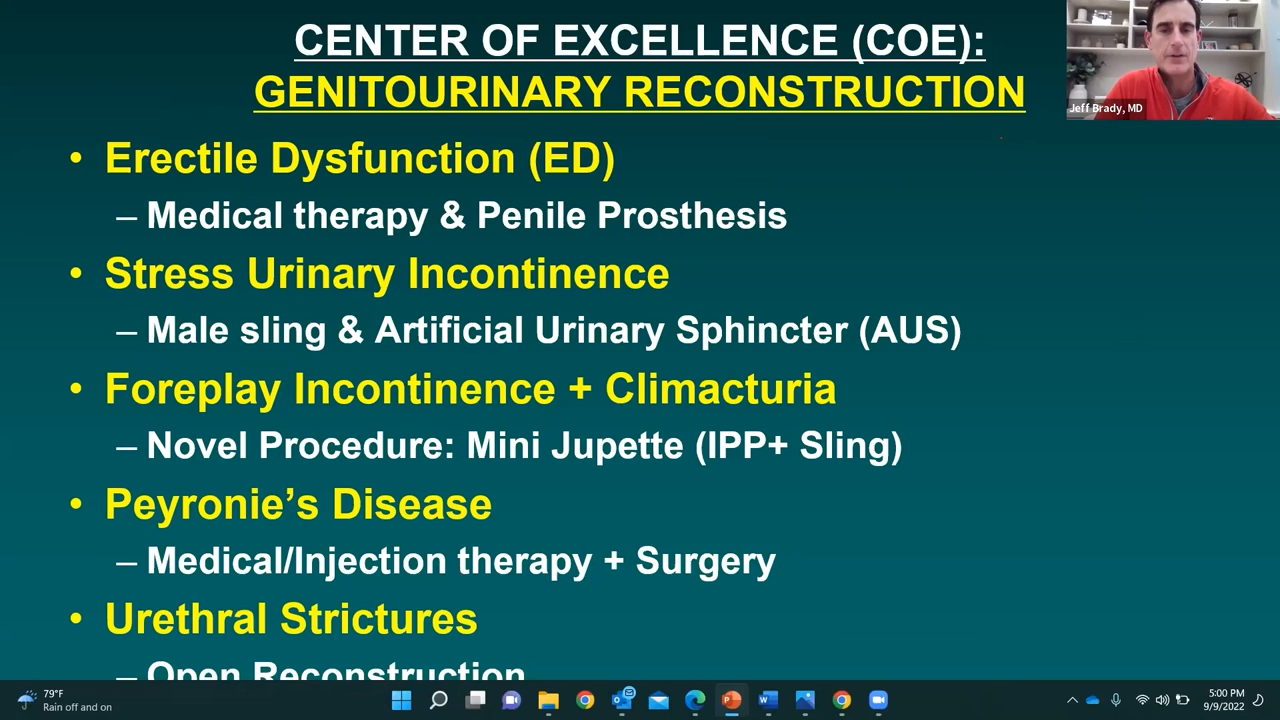 CENTER OF EXCELLENCE (COE):
GENITOURINARY RECONSTRUCTION
Jeff Brady, MD
• Erectile Dysfunction (ED)
– Medical therapy & Penile Prosthesis
• Stress Urinary Incontinence
– Male sling & Artificial Urinary Sphincter (AUS)
• Foreplay Incontinence + Climacturia
– Novel Procedure: Mini Jupette (IPP+ Sling)
• Peyronie’s Disease
– Medical/Injection therapy + Surgery
• Urethral Strictures
– Open Reconstruction
79°F
Rain off and on
5:00 PM
9/9/2022